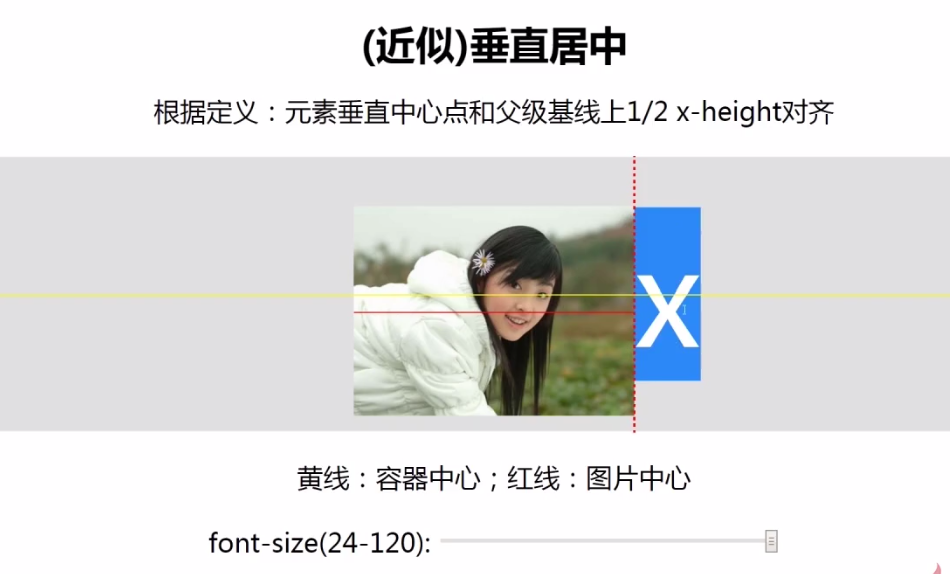 (近似)垂直居中
根据定义：元素垂直中心点和父级基线上1/2 x-height对齐
x
黄线：容器中心；红线：图片中心
font-size(24-120):